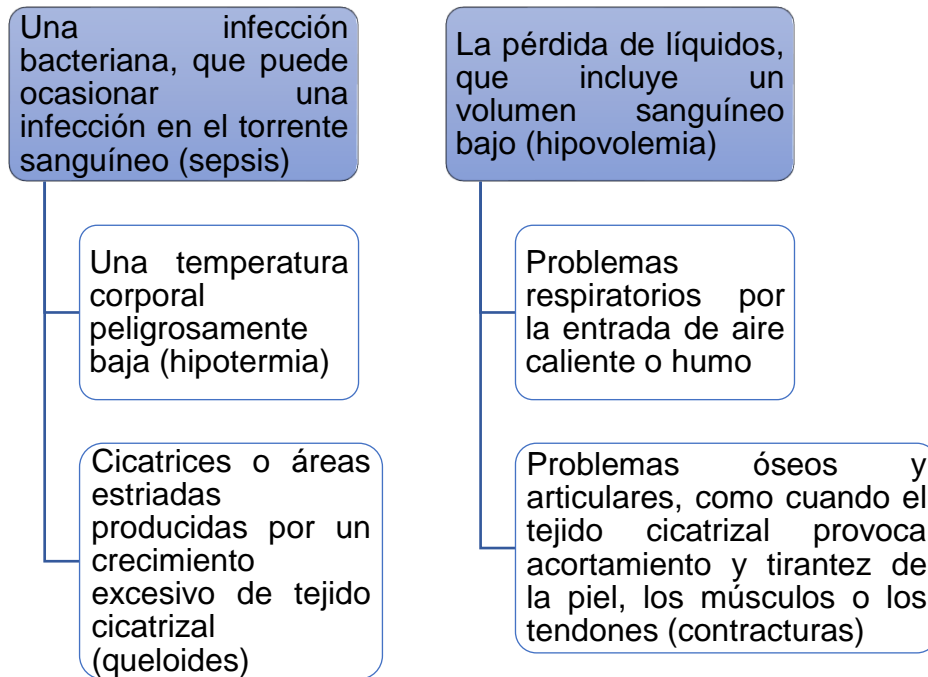 Una infección
bacteriana, que puede
ocasionar una
infección en el torrente
sanguíneo (sepsis)
Una temperatura
corporal
peligrosamente
baja (hipotermia)
Cicatrices o áreas
estriadas
producidas por un
crecimiento
excesivo de tejido
cicatrizal
(queloides)
La pérdida de líquidos,
que incluye un
volumen sanguíneo
bajo (hipovolemia)
Problemas
respiratorios por
la entrada de aire
caliente o humo
Problemas óseos y
articulares, como cuando el
tejido cicatrizal provoca
acortamiento y tirantez de
la piel, los músculos o los
tendones (contracturas)